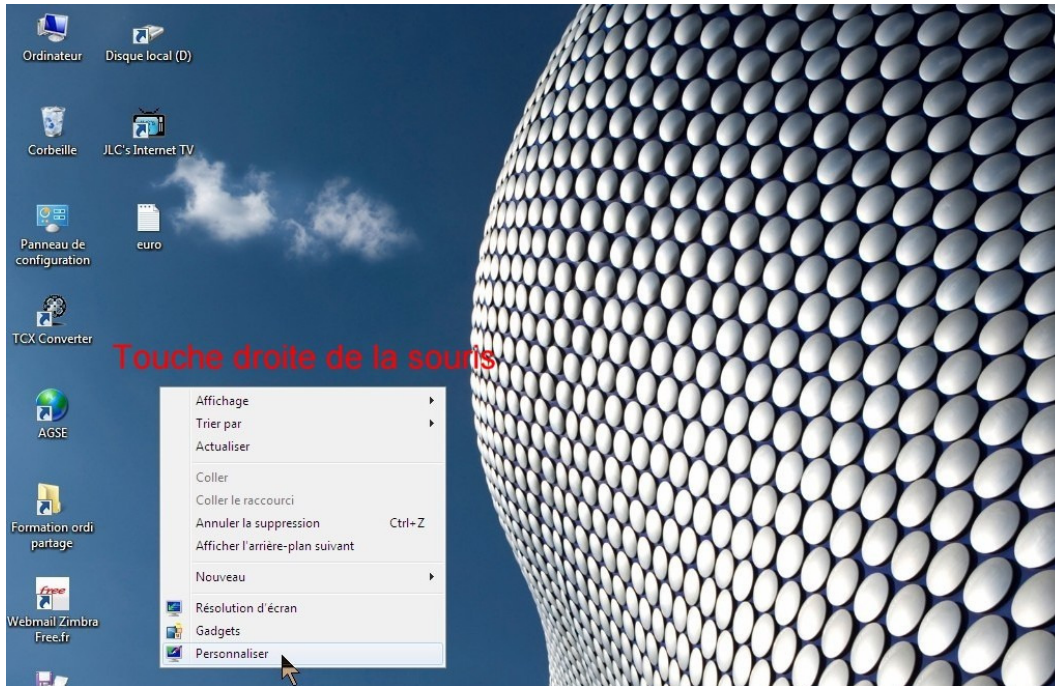 Ordinateur
Disque local (D)
Corbeille
JLC's Internet TV
Panneau de
configuration
euro
TCX Converter
Touche droite de la souris
AGSE
Formation ordi
partage
free
Webmail Zimbra
Free.fr
Affichage
Trier par
Actualiser
Coller
Coller le raccourci
Annuler la suppression Ctrl+Z
Afficher l'arrière-plan suivant
Nouveau
Résolution d'écran
Gadgets
Personnaliser